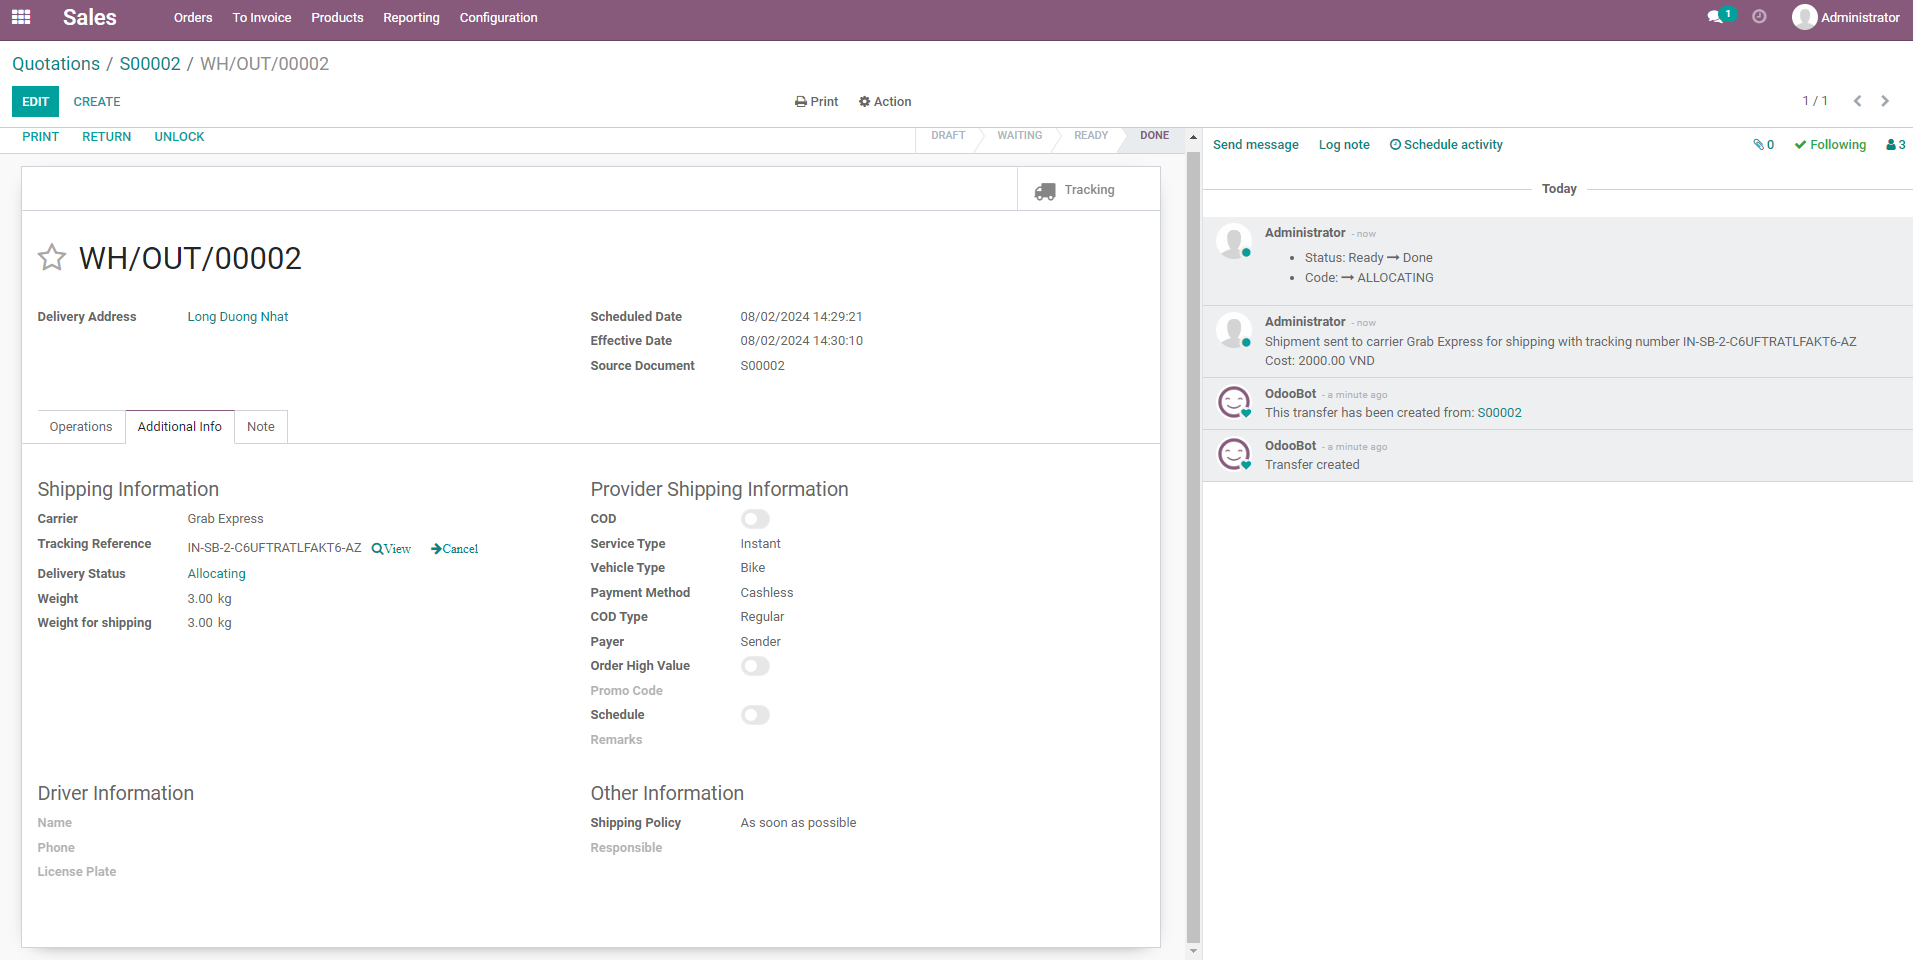 Sales Orders To Invoice Products Reporting Configuration 1 Administrator
Quotations / S00002 / WH/OUT/00002
EDIT CREATE Print Action 1 / 1
PRINT RETURN UNLOCK DRAFT WAITING READY DONE
Tracking
WH/OUT/00002
Delivery Address Long Duong Nhat
Scheduled Date 08/02/2024 14:29:21
Effective Date 08/02/2024 14:30:10
Source Document S00002
Operations Additional Info Note
Shipping Information
Carrier Grab Express
Tracking Reference IN-SB-2-C6UFTRATLFAKT6-AZ View Cancel
Delivery Status Allocating
Weight 3.00 kg
Weight for shipping 3.00 kg
Provider Shipping Information
COD
Service Type Instant
Vehicle Type Bike
Payment Method Cashless
COD Type Regular
Payer Sender
Order High Value
Promo Code
Schedule
Remarks
Driver Information
Name
Phone
License Plate
Other Information
Shipping Policy As soon as possible
Responsible
Send message Log note Schedule activity 0 Following 3
Today
Administrator - now
Status: Ready → Done
Code: → ALLOCATING
Administrator - now
Shipment sent to carrier Grab Express for shipping with tracking number IN-SB-2-C6UFTRATLFAKT6-AZ
Cost: 2000.00 VND
OdooBot - a minute ago
This transfer has been created from: S00002
OdooBot - a minute ago
Transfer created